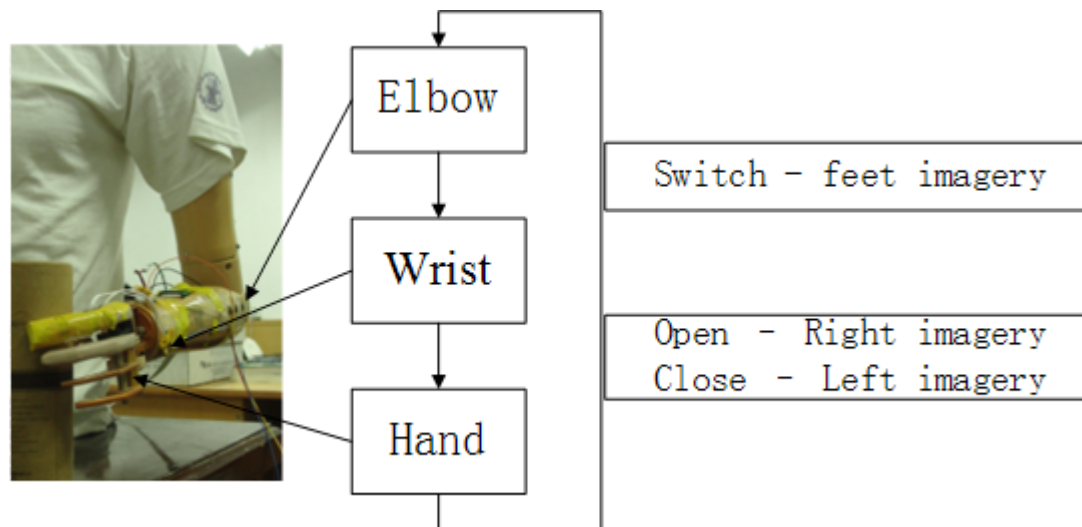 Elbow
Switch - feet imagery
Wrist
Open - Right imagery
Close - Left imagery
Hand